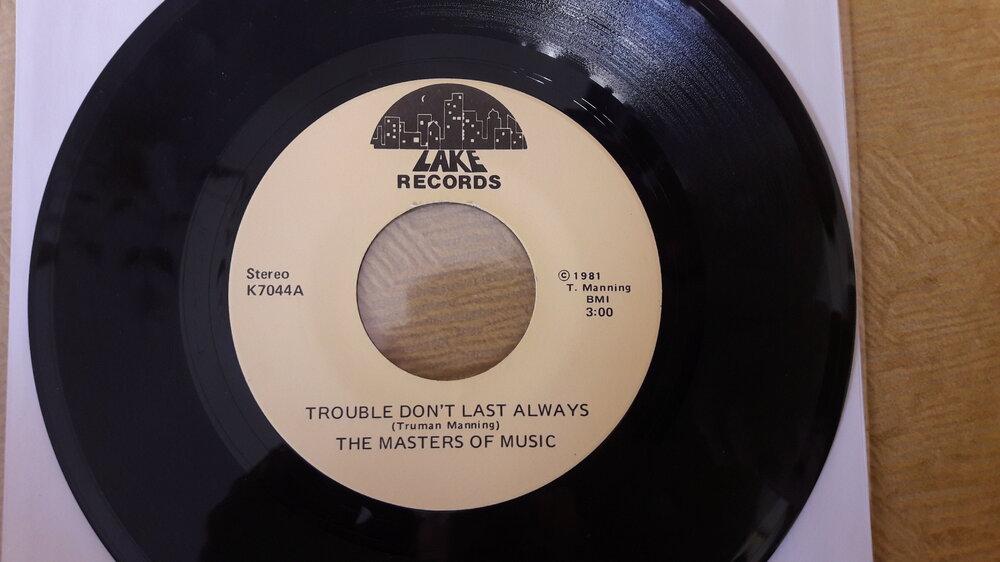 LAKE
RECORDS
Stereo
K7044A
© 1981
T. Manning
BMI
3:00
TROUBLE DON'T LAST ALWAYS
(Truman Manning)
THE MASTERS OF MUSIC